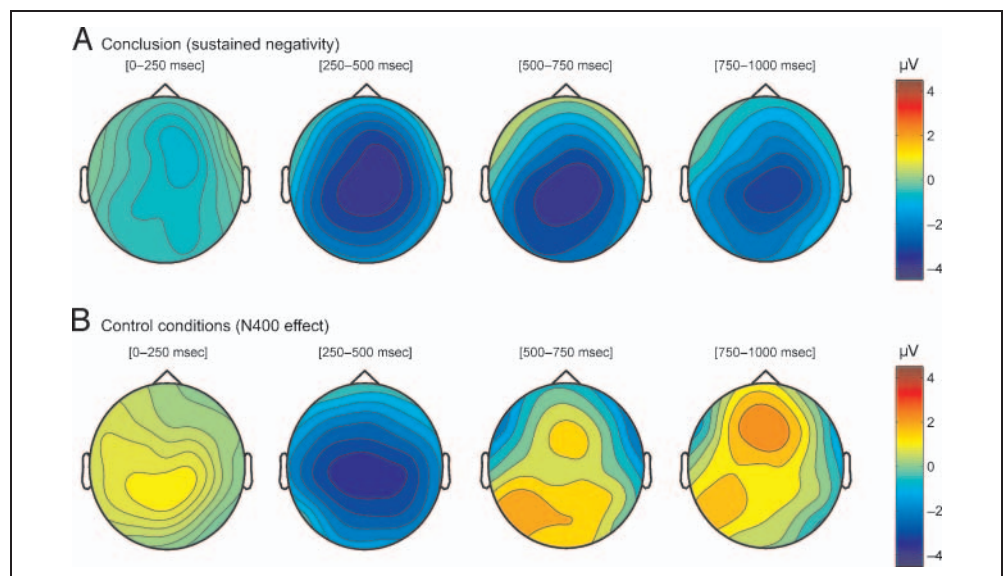 A Conclusion (sustained negativity)
[0–250 msec] [250–500 msec] [500–750 msec] [750–1000 msec]
µV
4
2
0
–2
–4
B Control conditions (N400 effect)
[0–250 msec] [250–500 msec] [500–750 msec] [750–1000 msec]
µV
4
2
0
–2
–4